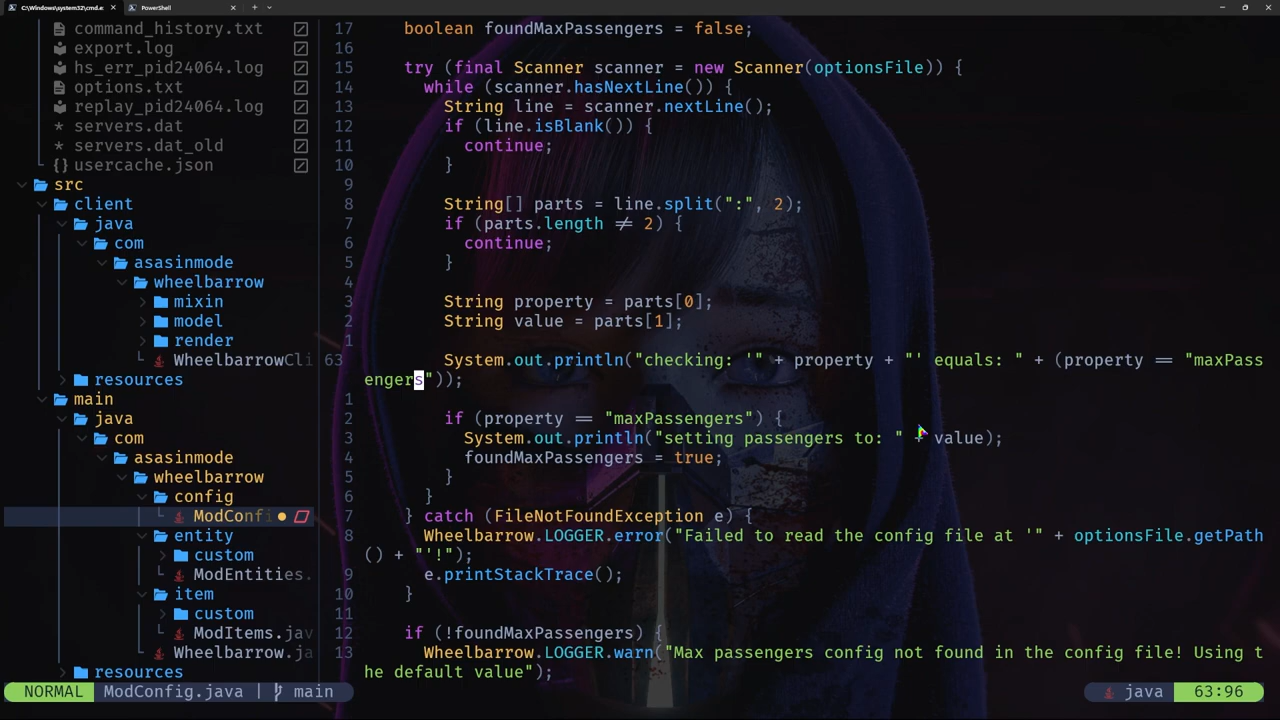 C:\Windows\system32\cmd.e:
PowerShell
command_history.txt
export.log
hs_err_pid24064.log
options.txt
replay_pid24064.log
servers.dat
servers.dat_old
{} usercache.json
src
client
java
com
asasinmode
wheelbarrow
mixin
model
render
WheelbarrowCli
resources
main
java
com
asasinmode
wheelbarrow
config
ModConfi
entity
custom
ModEntities.
item
custom
ModItems.jav
Wheelbarrow.ja
resources
17 boolean foundMaxPassengers = false;
16
15 try (final Scanner scanner = new Scanner(optionsFile)) {
14 while (scanner.hasNextLine()) {
13 String line = scanner.nextLine();
12 if (line.isBlank()) {
11 continue;
10 }
9
8 String[] parts = line.split(":", 2);
7 if (parts.length ≠ 2) {
6 continue;
5 }
4
3 String property = parts[0];
2 String value = parts[1];
1
63 System.out.println("checking: '" + property + "' equals: " + (property == "maxPass
engers"));
1
2 if (property == "maxPassengers") {
3 System.out.println("setting passengers to: " + value);
4 foundMaxPassengers = true;
5 }
6 }
7 } catch (FileNotFoundException e) {
8 Wheelbarrow.LOGGER.error("Failed to read the config file at '" + optionsFile.getPath
() + "'!");
9 e.printStackTrace();
10 }
11
12 if (!foundMaxPassengers) {
13 Wheelbarrow.LOGGER.warn("Max passengers config not found in the config file! Using t
he default value");
NORMAL ModConfig.java | main java 63:96